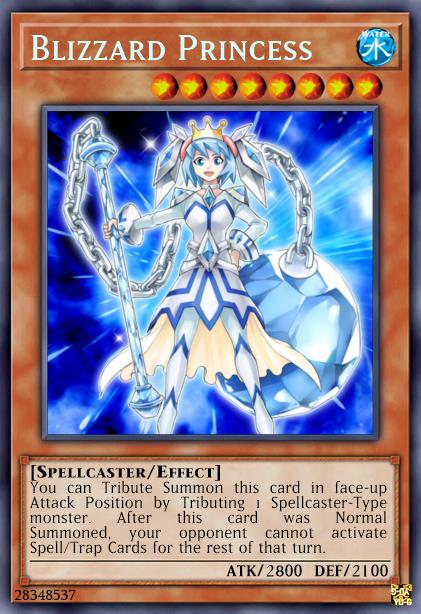 Blizzard Princess
WATER
水
[Spellcaster/Effect]
You can Tribute Summon this card in face-up
Attack Position by Tributing 1 Spellcaster-Type
monster. After this card was Normal
Summoned, your opponent cannot activate
Spell/Trap Cards for the rest of that turn.
ATK/2800 DEF/2100
28348537